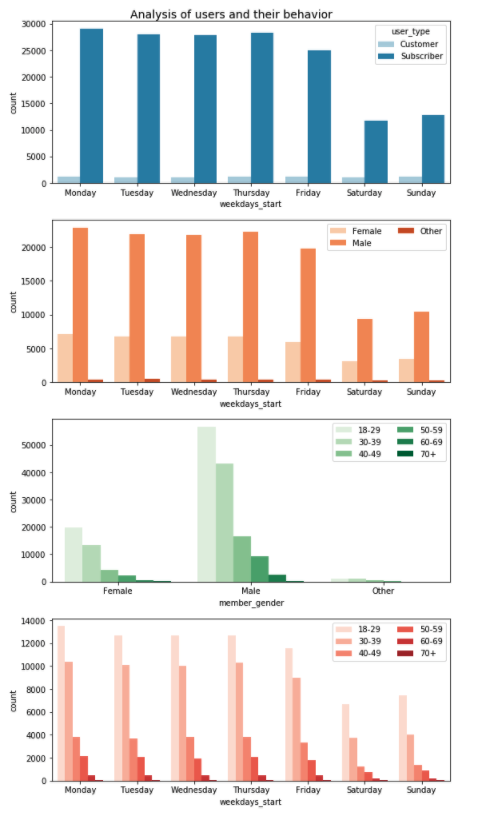 Analysis of users and their behavior
30000
25000
20000
15000
10000
5000
0
count
user_type
Customer
Subscriber
Monday Tuesday Wednesday Thursday Friday Saturday Sunday
weekdays_start
20000
15000
10000
5000
0
count
Female Other
Male
Monday Tuesday Wednesday Thursday Friday Saturday Sunday
weekdays_start
50000
40000
30000
20000
10000
0
count
18-29 50-59
30-39 60-69
40-49 70+
Female Male Other
member_gender
14000
12000
10000
8000
6000
4000
2000
0
count
18-29 50-59
30-39 60-69
40-49 70+
Monday Tuesday Wednesday Thursday Friday Saturday Sunday
weekdays_start